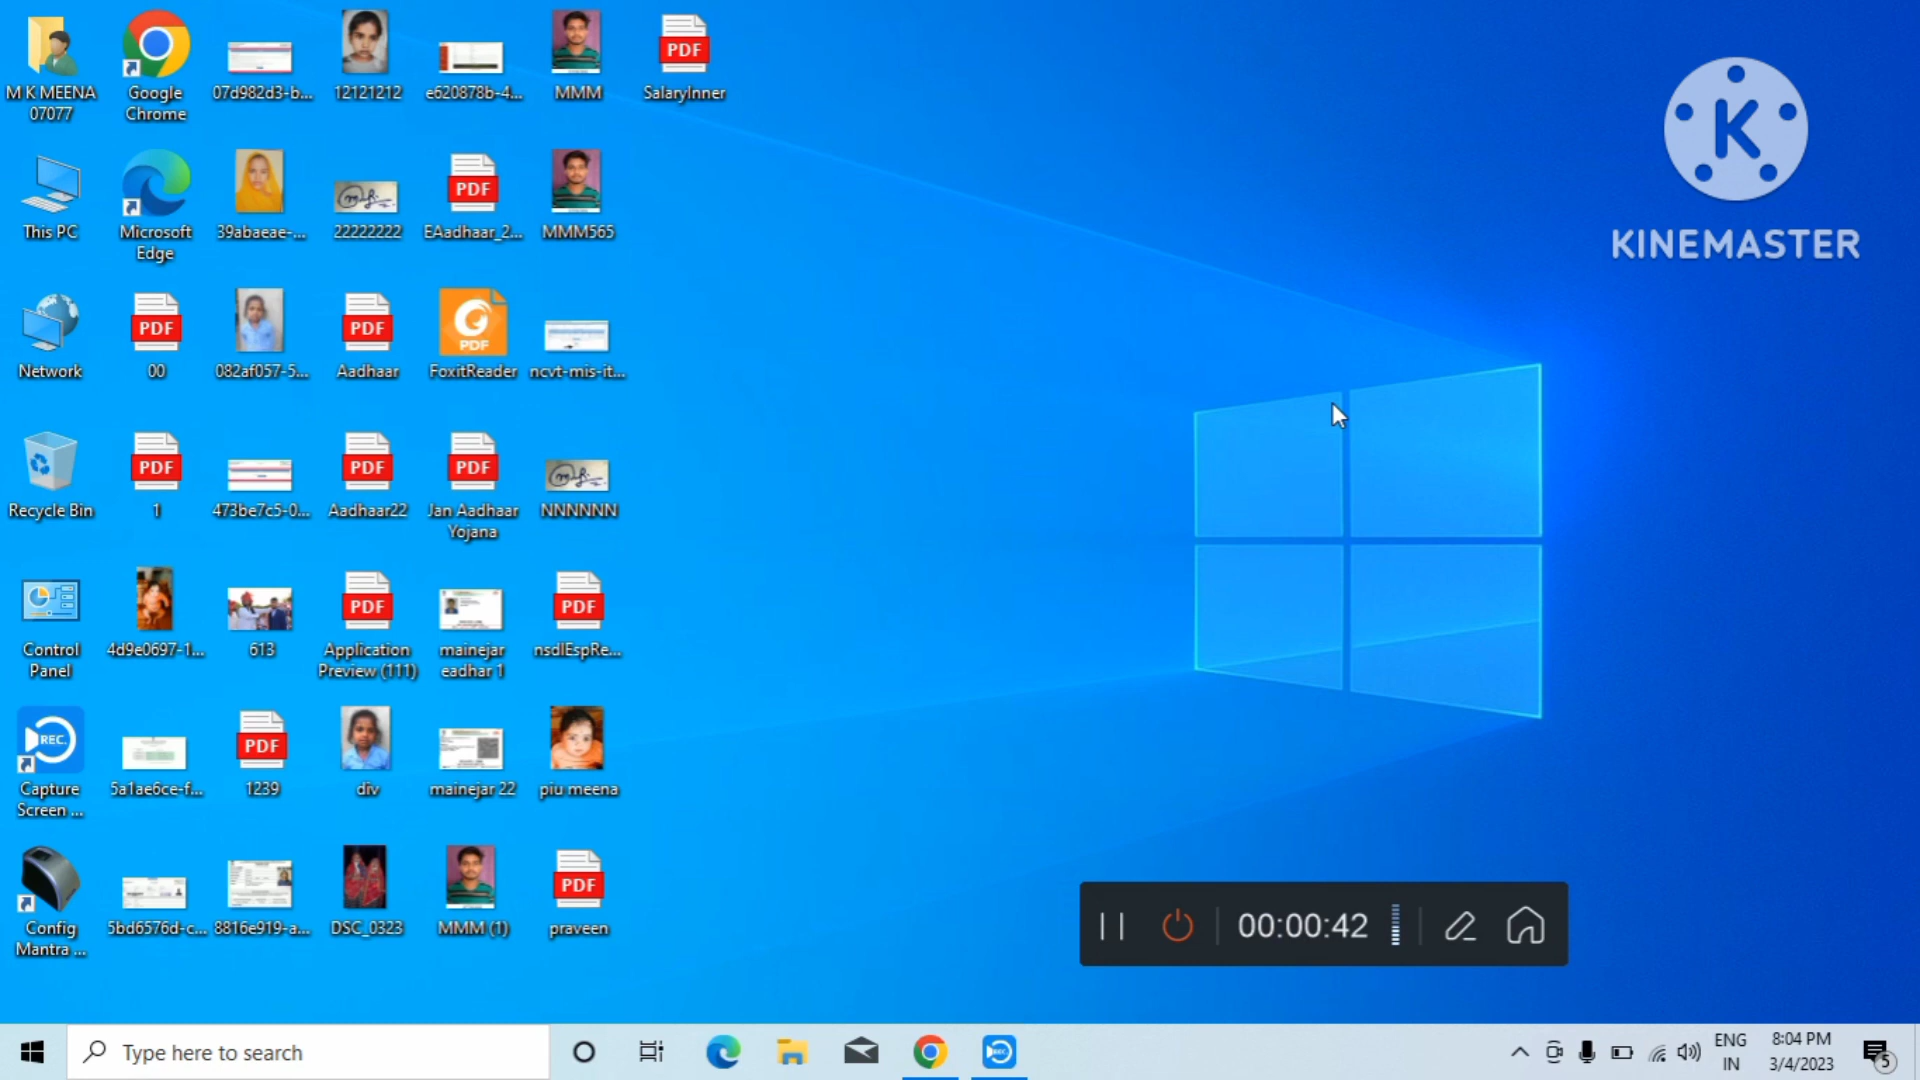 M K MEENA
07077
Google
Chrome
07d982d3-b...
12121212
e620878b-4...
MMM
PDF
SalaryInner
This PC
Microsoft
Edge
39abaeae-...
22222222
PDF
EAadhaar_2...
MMM565
Network
PDF
00
082af057-5...
PDF
Aadhaar
PDF
FoxitReader
ncvt-mis-it...
Recycle Bin
PDF
1
473be7c5-0...
PDF
Aadhaar22
PDF
Jan Aadhaar
Yojana
NNNNNN
Control
Panel
4d9e0697-1...
613
PDF
Application
Preview (111)
mainejar
eadhar 1
PDF
nsdlEspRe...
REC.
Capture
Screen ...
5a1ae6ce-f...
PDF
1239
div
mainejar 22
piu meena
Config
Mantra ...
5bd6576d-c...
8816e919-a...
DSC_0323
MMM (1)
PDF
praveen
K
KINEMASTER
00:00:42
Type here to search
REC
ENG
IN
8:04 PM
3/4/2023
5